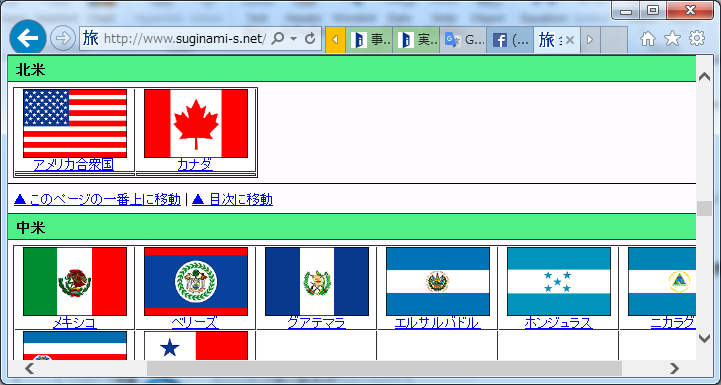 旅 http://www.suginami-s.net/
事
実
G...
(...
旅
北米
アメリカ合衆国 カナダ
▲ このページの一番上に移動 | ▲ 目次に移動
中米
メキシコ ベリーズ グアテマラ エルサルバドル ホンジュラス ニカラグ